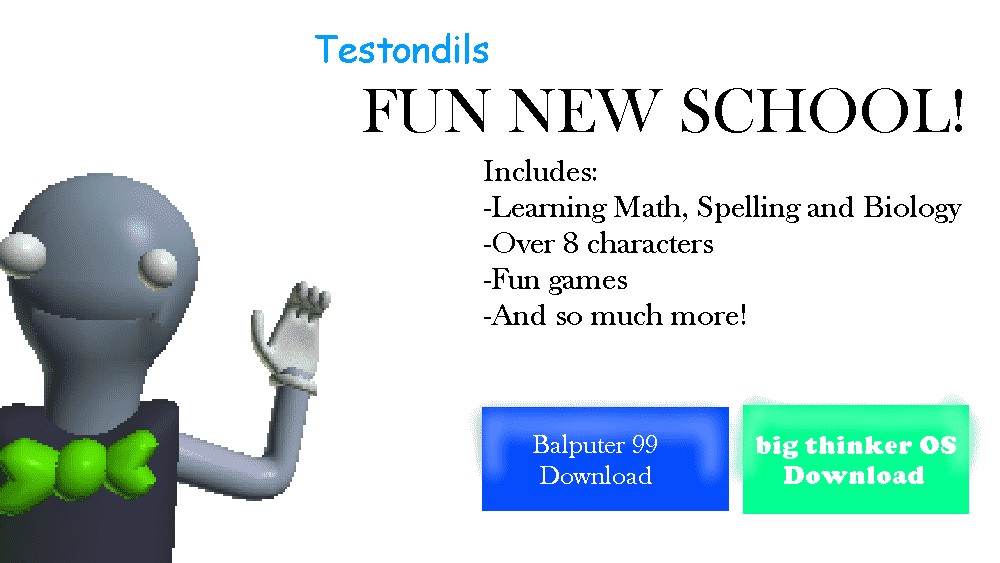 Testondils
FUN NEW SCHOOL!
Includes:
-Learning Math, Spelling and Biology
-Over 8 characters
-Fun games
-And so much more!
Balputer 99
Download
big thinker OS
Download